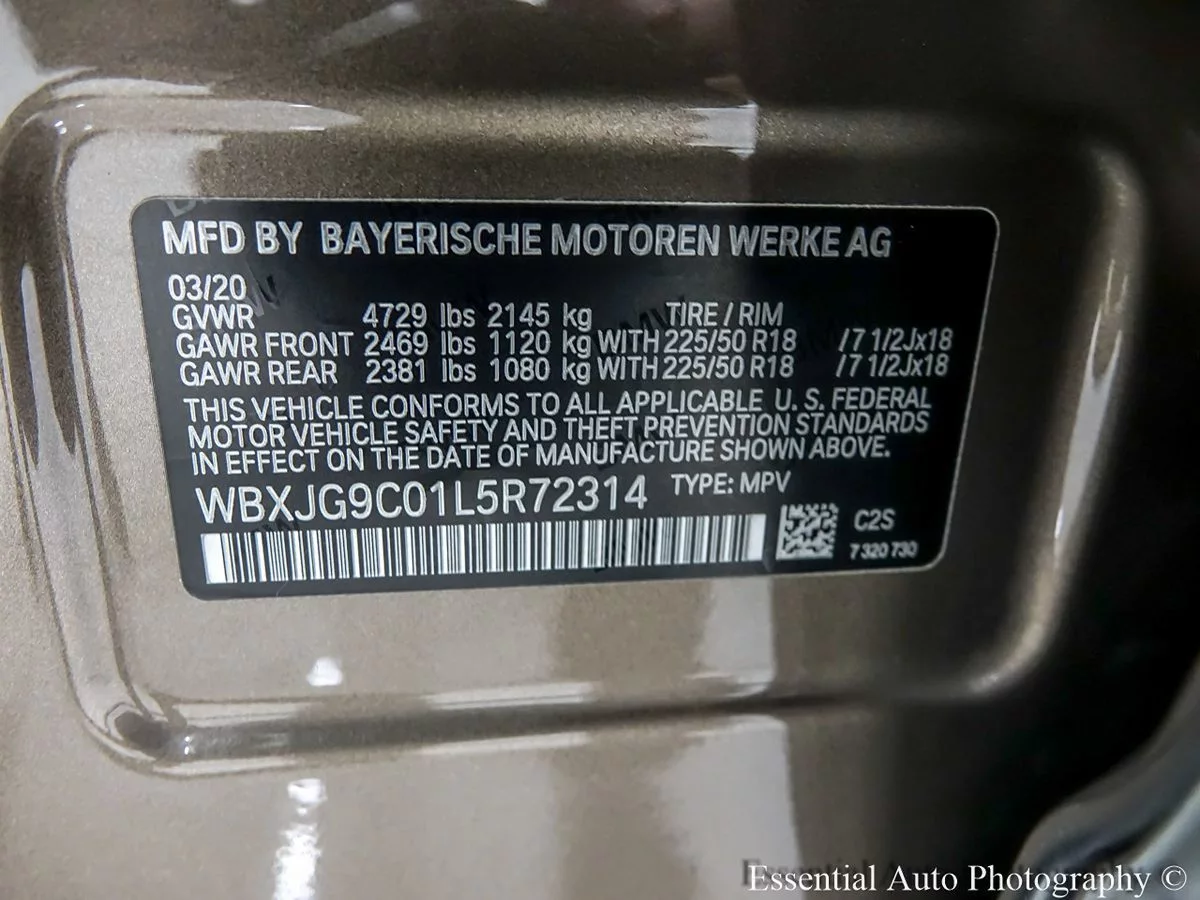 MFD BY BAYERISCHE MOTOREN WERKE AG
03/20
GVWR 4729 lbs 2145 kg TIRE / RIM
GAWR FRONT 2469 lbs 1120 kg WITH 225/50 R18 /7 1/2Jx18
GAWR REAR 2381 lbs 1080 kg WITH 225/50 R18 /7 1/2Jx18
THIS VEHICLE CONFORMS TO ALL APPLICABLE U. S. FEDERAL
MOTOR VEHICLE SAFETY AND THEFT PREVENTION STANDARDS
IN EFFECT ON THE DATE OF MANUFACTURE SHOWN ABOVE.
WBXJG9C01L5R72314 TYPE: MPV
C2S
7 320 730
Essential Auto Photography ©